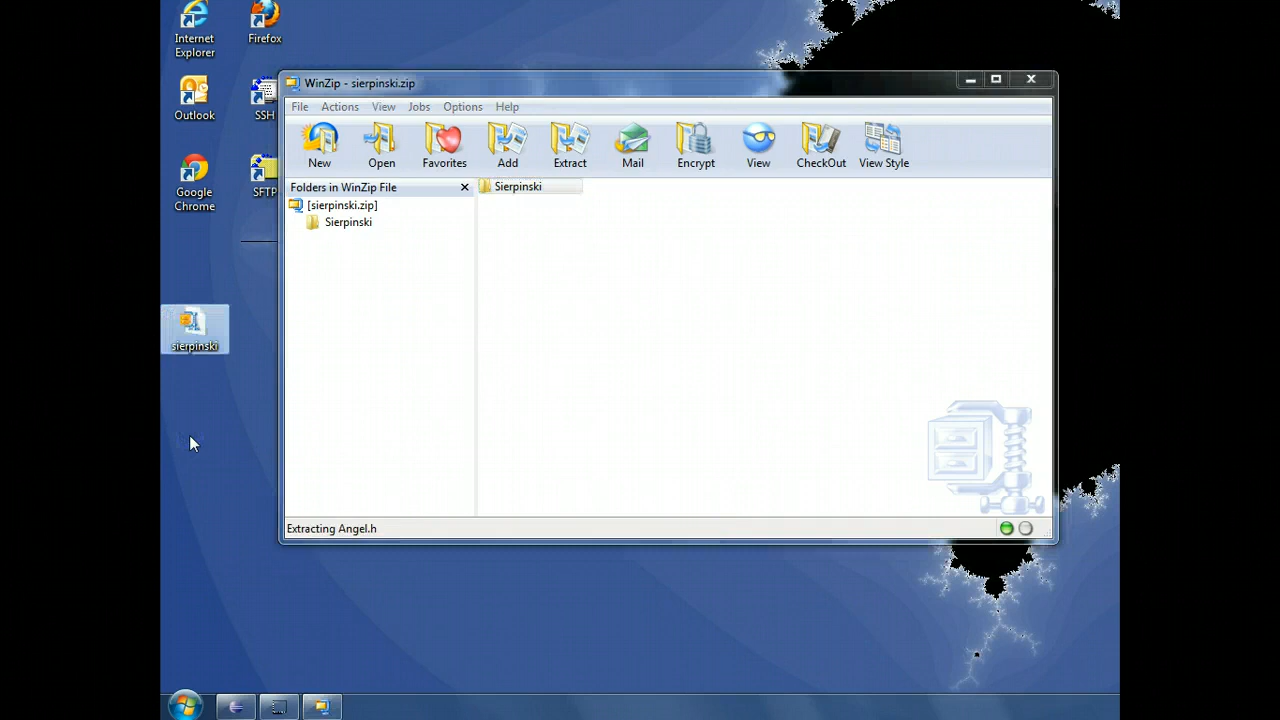 Internet
Explorer
Firefox
Outlook
SSH
Google
Chrome
SFTP
sierpinski
WinZip - sierpinski.zip
File Actions View Jobs Options Help
New Open Favorites Add Extract Mail Encrypt View CheckOut View Style
Folders in WinZip File
[sierpinski.zip]
Sierpinski
Sierpinski
Extracting Angel.h